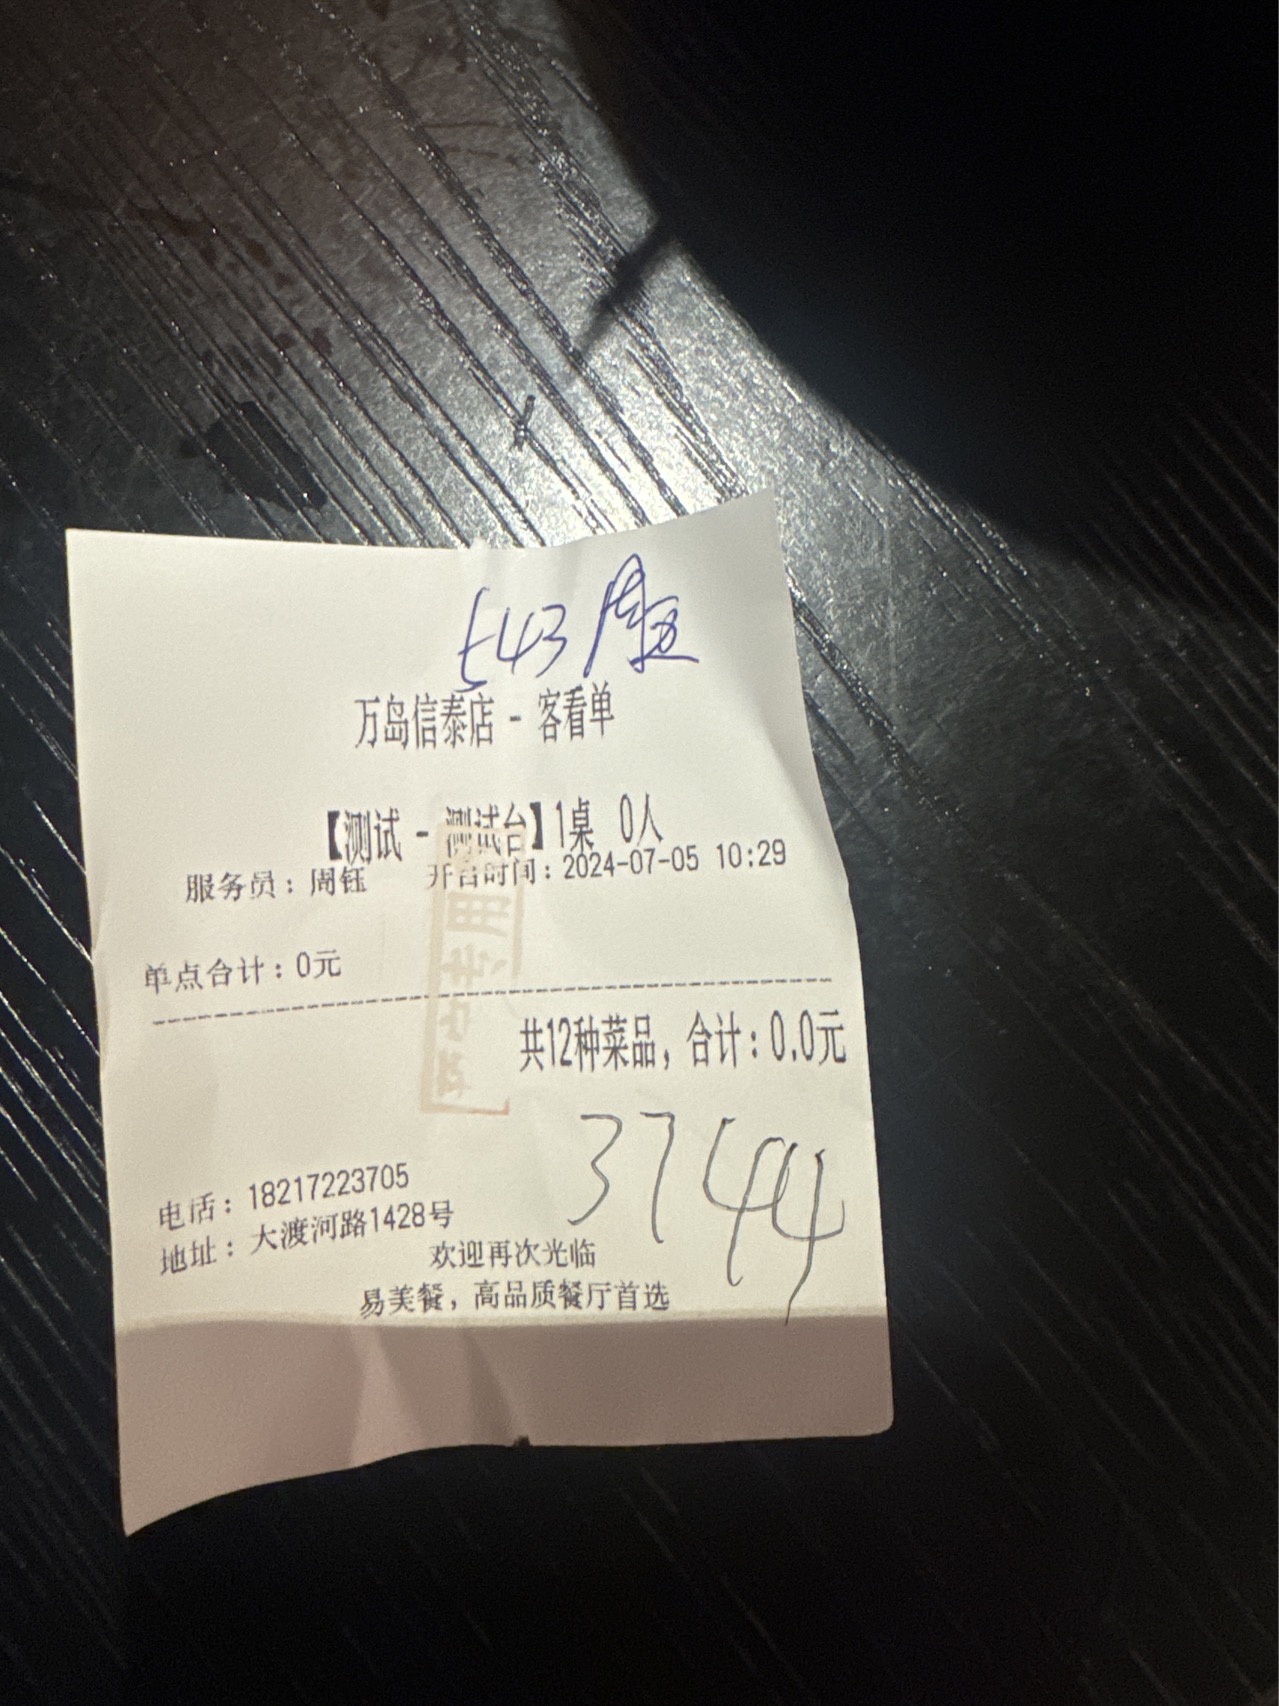 543
万岛信泰店 - 客看单
【测试 - 测试台】1桌 0人
服务员：周钰 开台时间：2024-07-05 10:29
单点合计：0元
共12种菜品，合计：0.0元
3744
电话：18217223705
地址：大渡河路1428号
欢迎再次光临
易美餐，高品质餐厅首选